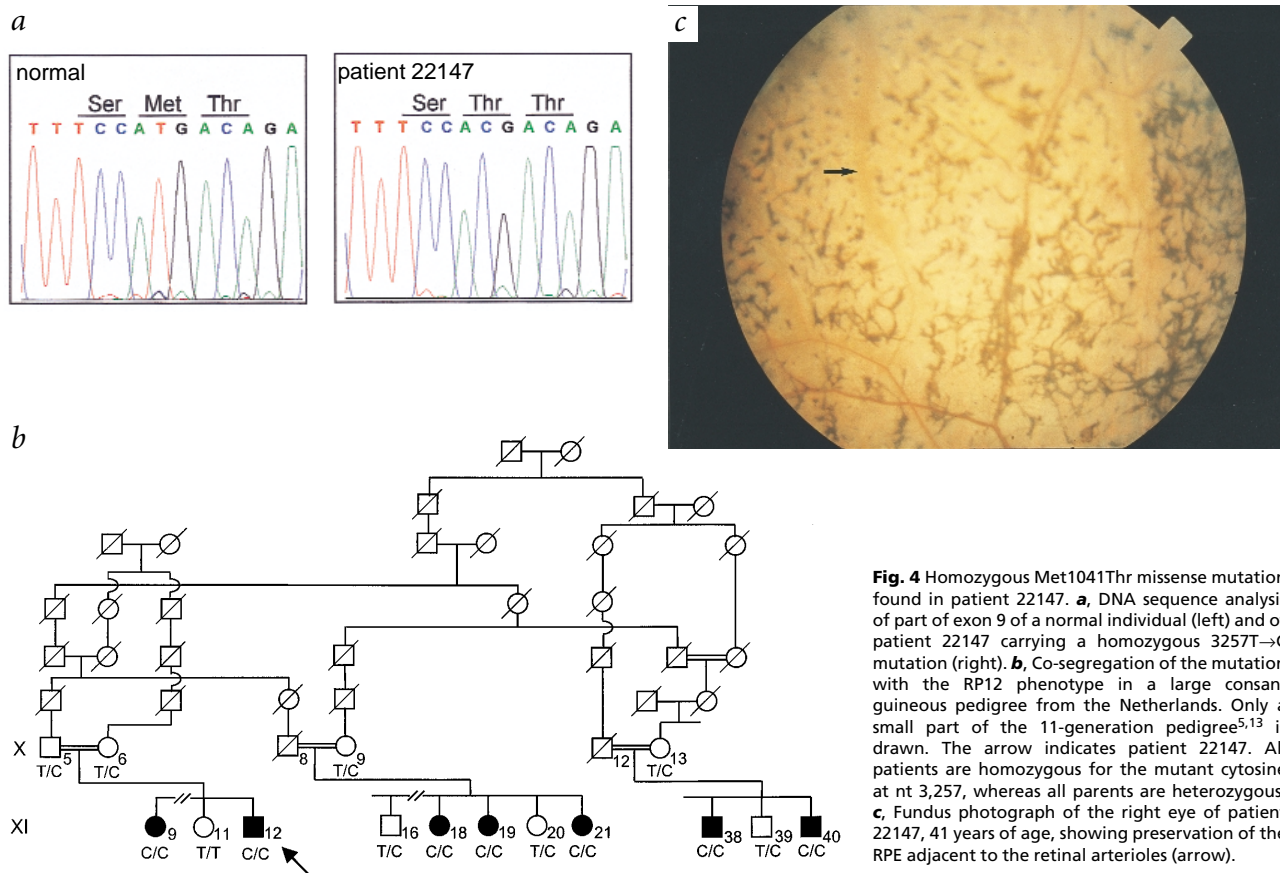 a
normal
Ser Met Thr
T T T C C A T G A C A G A
patient 22147
Ser Thr Thr
T T T C C A C G A C A G A
c
b
X
5 6 8 9 12 13
T/C T/C T/C T/C
XI
9 11 12 16 18 19 20 21 38 39 40
C/C T/T C/C T/C C/C C/C T/C C/C C/C T/C C/C
Fig. 4 Homozygous Met1041Thr missense mutation
found in patient 22147. a, DNA sequence analysi
of part of exon 9 of a normal individual (left) and o
patient 22147 carrying a homozygous 3257T→C
mutation (right). b, Co-segregation of the mutation
with the RP12 phenotype in a large consan
guineous pedigree from the Netherlands. Only a
small part of the 11-generation pedigree5,13 i
drawn. The arrow indicates patient 22147. Al
patients are homozygous for the mutant cytosine
at nt 3,257, whereas all parents are heterozygous
c, Fundus photograph of the right eye of patient
22147, 41 years of age, showing preservation of the
RPE adjacent to the retinal arterioles (arrow).